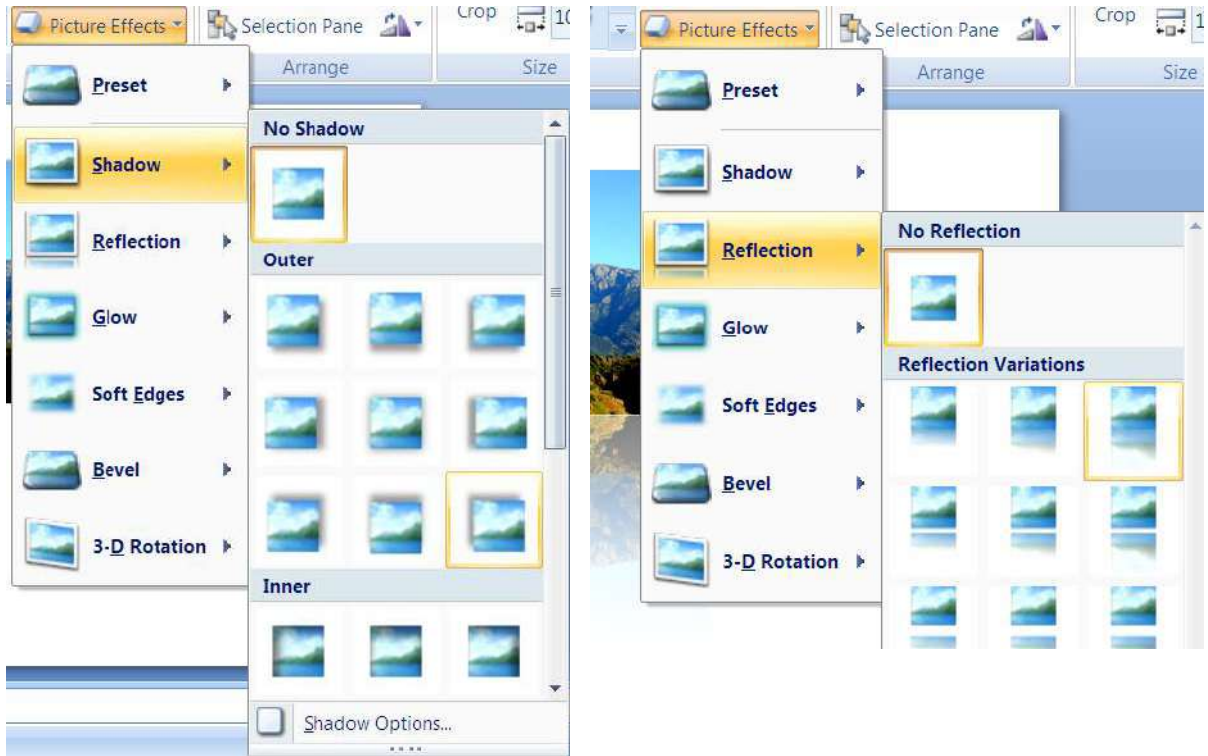 Picture Effects
Selection Pane
Crop
10
Arrange
Size
Preset
Shadow
Reflection
Glow
Soft Edges
Bevel
3-D Rotation
No Shadow
Outer
Inner
Shadow Options...
Picture Effects
Selection Pane
Crop
1
Arrange
Size
Preset
Shadow
Reflection
Glow
Soft Edges
Bevel
3-D Rotation
No Reflection
Reflection Variations